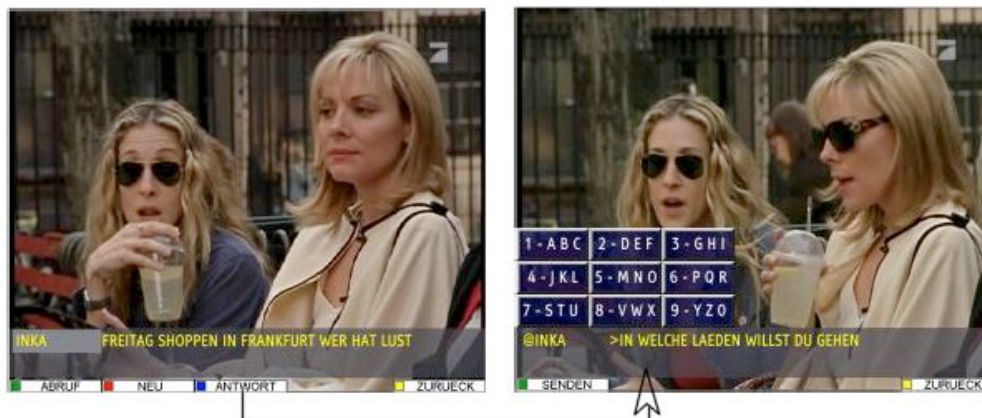 INKA FREITAG SHOPPEN IN FRANKFURT WER HAT LUST
ABRUF NEU ANTWORT ZURUECK
1-ABC 2-DEF 3-GHI
4-JKL 5-MNO 6-PQR
7-STU 8-VWX 9-YZ0
@INKA >IN WELCHE LAEDEN WILLST DU GEHEN
SENDEN ZURUECK